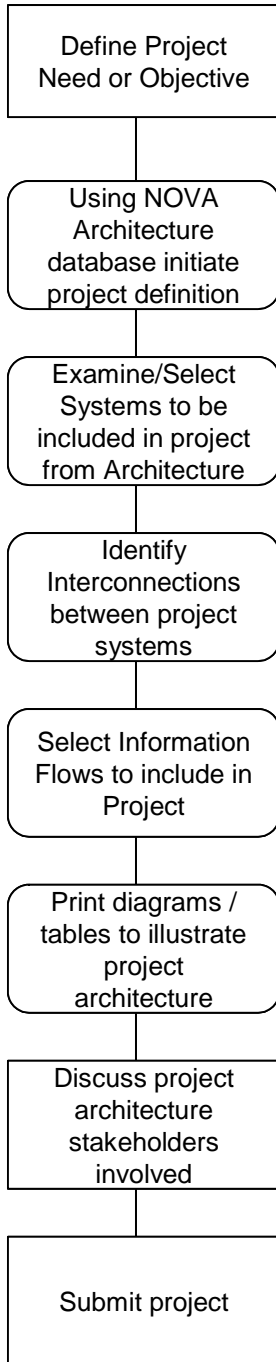 Define Project
Need or Objective
Using NOVA
Architecture
database initiate
project definition
Examine/Select
Systems to be
included in project
from Architecture
Identify
Interconnections
between project
systems
Select Information
Flows to include in
Project
Print diagrams /
tables to illustrate
project
architecture
Discuss project
architecture
stakeholders
involved
Submit project